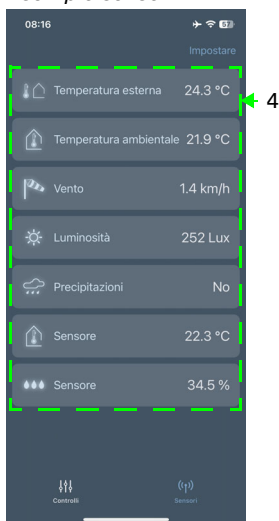 08:16 57
Impostare
Temperatura esterna 24.3 °C
4
Temperatura ambientale 21.9 °C
Vento 1.4 km/h
Luminosità 252 Lux
Precipitazioni No
Sensore 22.3 °C
Sensore 34.5 %
Controlli Sensori